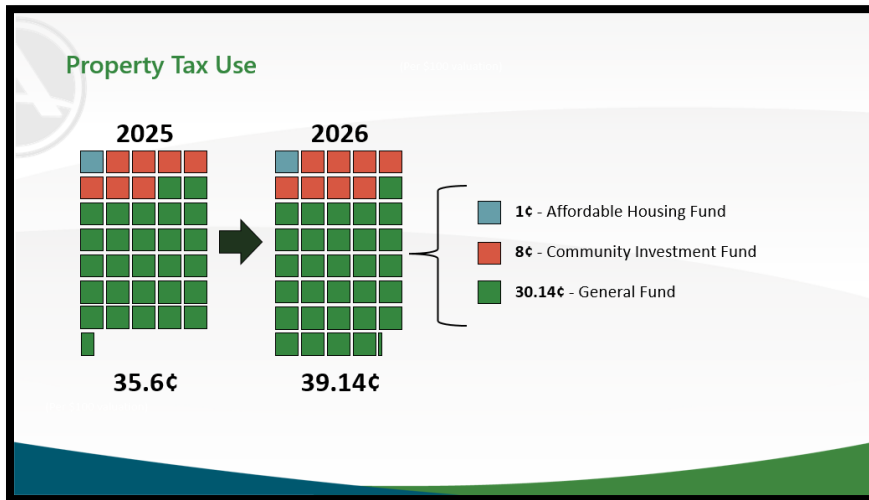 Property Tax Use
2025
2026
1¢ - Affordable Housing Fund
8¢ - Community Investment Fund
30.14¢ - General Fund
35.6¢
39.14¢